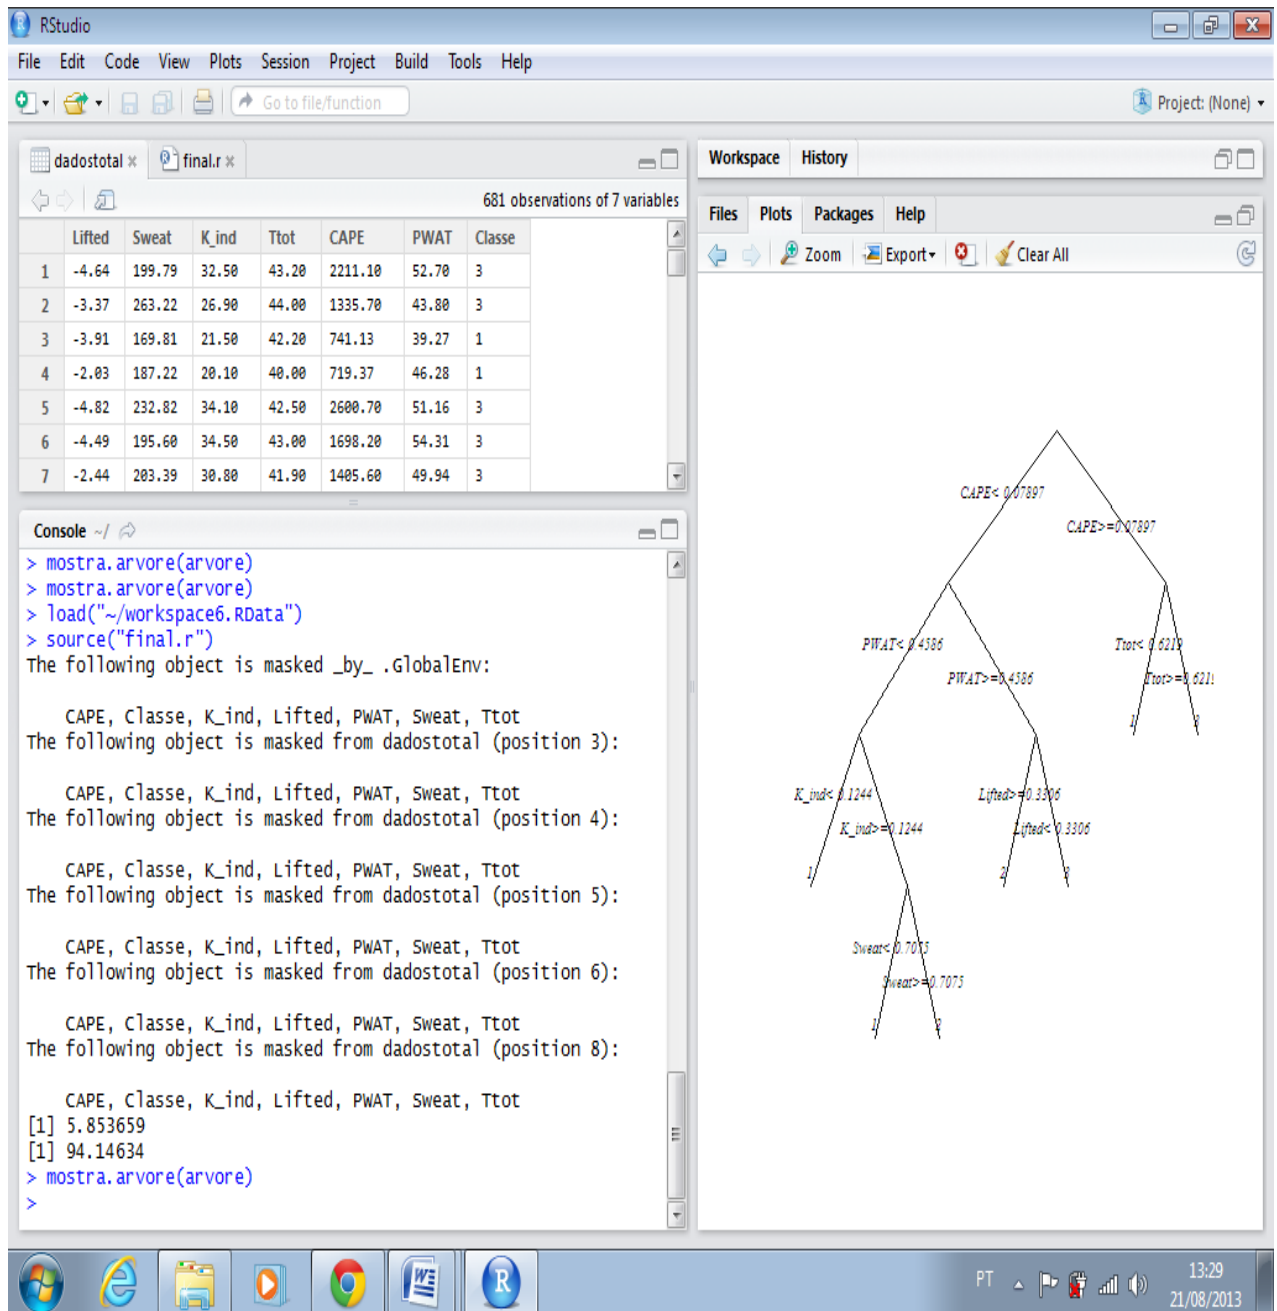 RStudio
File Edit Code View Plots Session Project Build Tools Help
Go to file/function
Project: (None)
dadostotal final.r
681 observations of 7 variables
Lifted Sweat K_ind Ttot CAPE PWAT Classe
1 -4.64 199.79 32.50 43.20 2211.10 52.70 3
2 -3.37 263.22 26.90 44.00 1335.70 43.80 3
3 -3.91 169.81 21.50 42.20 741.13 39.27 1
4 -2.03 187.22 20.10 40.00 719.37 46.28 1
5 -4.82 232.82 34.10 42.50 2600.70 51.16 3
6 -4.49 195.60 34.50 43.00 1698.20 54.31 3
7 -2.44 203.39 30.80 41.90 1405.60 49.94 3
Console ~/
> mostra.arvore(arvore)
> mostra.arvore(arvore)
> load("~/workspace6.RData")
> source("final.r")
The following object is masked _by_ .GlobalEnv:
CAPE, Classe, K_ind, Lifted, PWAT, Sweat, Ttot
The following object is masked from dadostotal (position 3):
CAPE, Classe, K_ind, Lifted, PWAT, Sweat, Ttot
The following object is masked from dadostotal (position 4):
CAPE, Classe, K_ind, Lifted, PWAT, Sweat, Ttot
The following object is masked from dadostotal (position 5):
CAPE, Classe, K_ind, Lifted, PWAT, Sweat, Ttot
The following object is masked from dadostotal (position 6):
CAPE, Classe, K_ind, Lifted, PWAT, Sweat, Ttot
The following object is masked from dadostotal (position 8):
CAPE, Classe, K_ind, Lifted, PWAT, Sweat, Ttot
[1] 5.853659
[1] 94.14634
> mostra.arvore(arvore)
>
Workspace History
Files Plots Packages Help
Zoom Export Clear All
CAPE< 0.07897
CAPE>=0.07897
PWAT< 0.4586
PWAT>=0.4586
Ttot< 0.6219
Ttot>=0.621
1
K_ind< 0.1244
K_ind>=0.1244
Lifted>=0.3306
Lifted< 0.3306
1
2
Sweat< 0.7075
Sweat>=0.7075
1
PT
13:29
21/08/2013